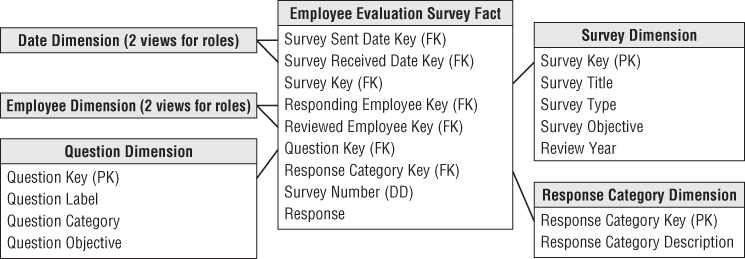 Date Dimension (2 views for roles)
Employee Dimension (2 views for roles)
Question Dimension
Question Key (PK)
Question Label
Question Category
Question Objective
Employee Evaluation Survey Fact
Survey Sent Date Key (FK)
Survey Received Date Key (FK)
Survey Key (FK)
Responding Employee Key (FK)
Reviewed Employee Key (FK)
Question Key (FK)
Response Category Key (FK)
Survey Number (DD)
Response
Survey Dimension
Survey Key (PK)
Survey Title
Survey Type
Survey Objective
Review Year
Response Category Dimension
Response Category Key (PK)
Response Category Description